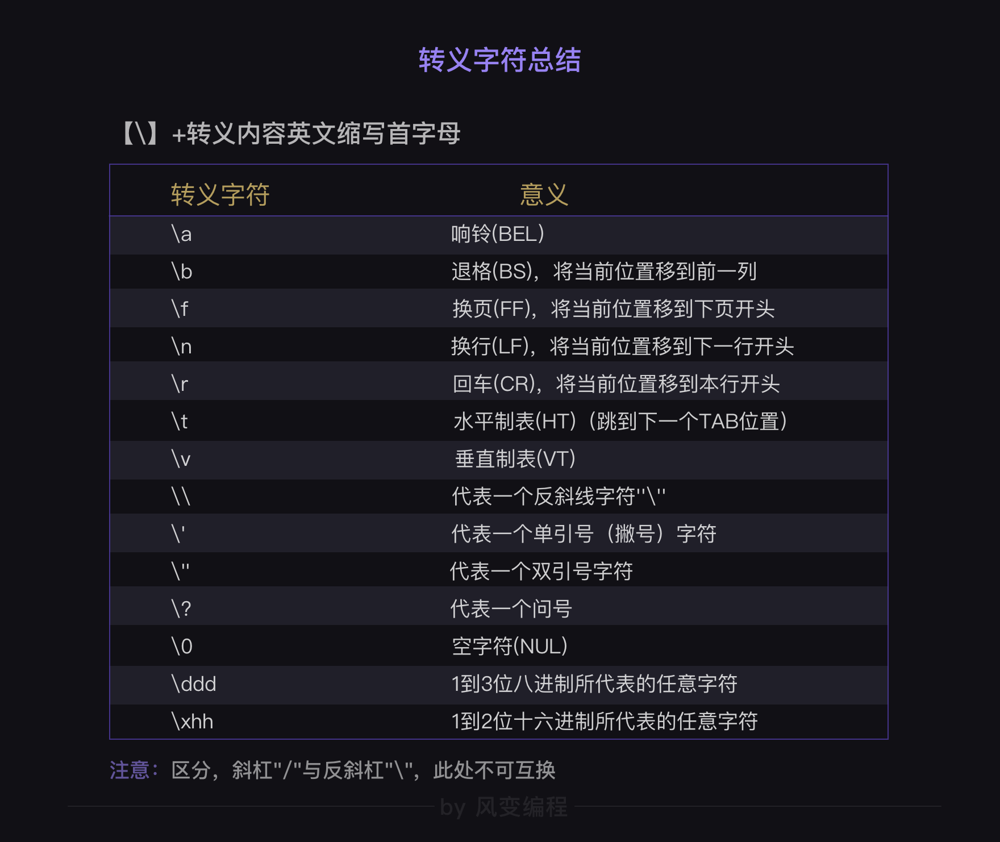 转义字符总结
【\】+转义内容英文缩写首字母
转义字符 意义
\a 响铃(BEL)
\b 退格(BS)，将当前位置移到前一列
\f 换页(FF)，将当前位置移到下页开头
\n 换行(LF)，将当前位置移到下一行开头
\r 回车(CR)，将当前位置移到本行开头
\t 水平制表(HT)（跳到下一个TAB位置）
\v 垂直制表(VT)
\\ 代表一个反斜线字符''\''
\' 代表一个单引号（撇号）字符
\'' 代表一个双引号字符
\? 代表一个问号
\0 空字符(NUL)
\ddd 1到3位八进制所代表的任意字符
\xhh 1到2位十六进制所代表的任意字符
注意：区分，斜杠"/"与反斜杠"\"，此处不可互换
by 风变编程